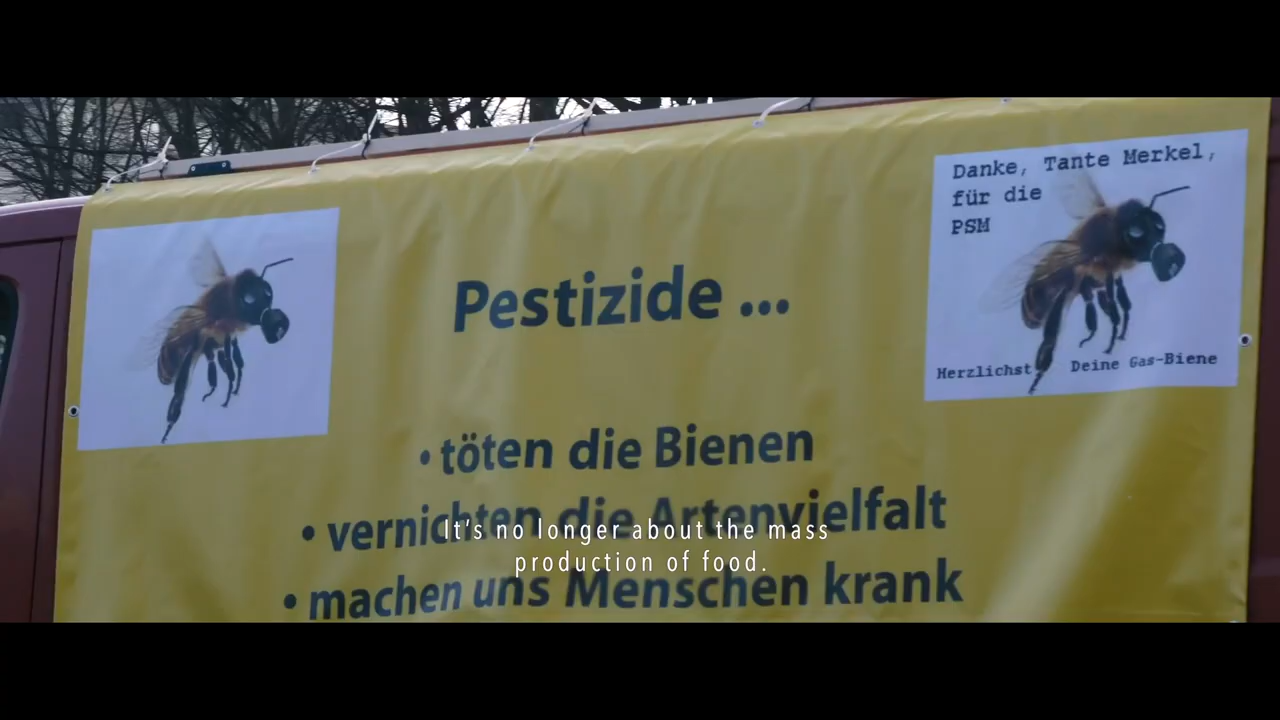 Danke, Tante Merkel,
für die
PSM
Herzlichst Deine Gas-Biene
Pestizide ...
• töten die Bienen
• vernichten die Artenvielfalt
• machen uns Menschen krank
It's no longer about the mass
production of food.